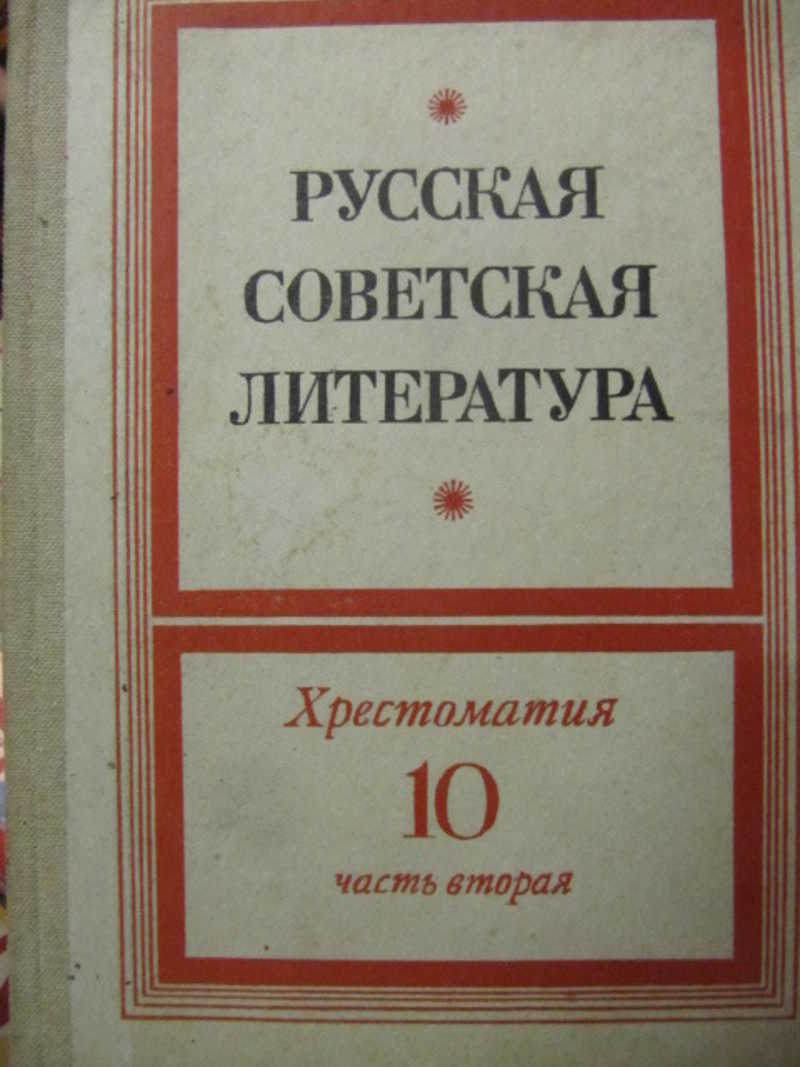 РУССКАЯ
СОВЕТСКАЯ
ЛИТЕРАТУРА
Хрестоматия
10
часть вторая